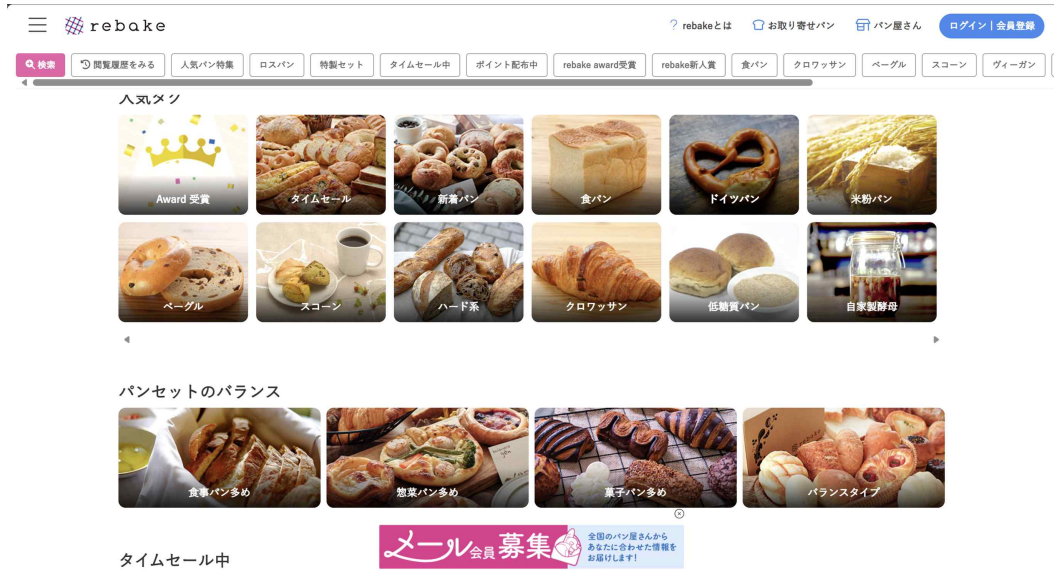 rebake
? rebakeとは
お取り寄せパン
パン屋さん
ログイン | 会員登録
検索
閲覧履歴をみる
人気パン特集
ロスパン
特製セット
タイムセール中
ポイント配布中
rebake award受賞
rebake新人賞
食パン
クロワッサン
ベーグル
スコーン
ヴィーガン
人気タグ
Award 受賞
タイムセール
新着パン
食パン
ドイツパン
米粉パン
ベーグル
スコーン
ハード系
クロワッサン
低糖質パン
自家製酵母
パンセットのバランス
食事パン多め
惣菜パン多め
菓子パン多め
バランスタイプ
メール会員募集
全国のパン屋さんから
あなたに合わせた情報を
お届けします!
タイムセール中